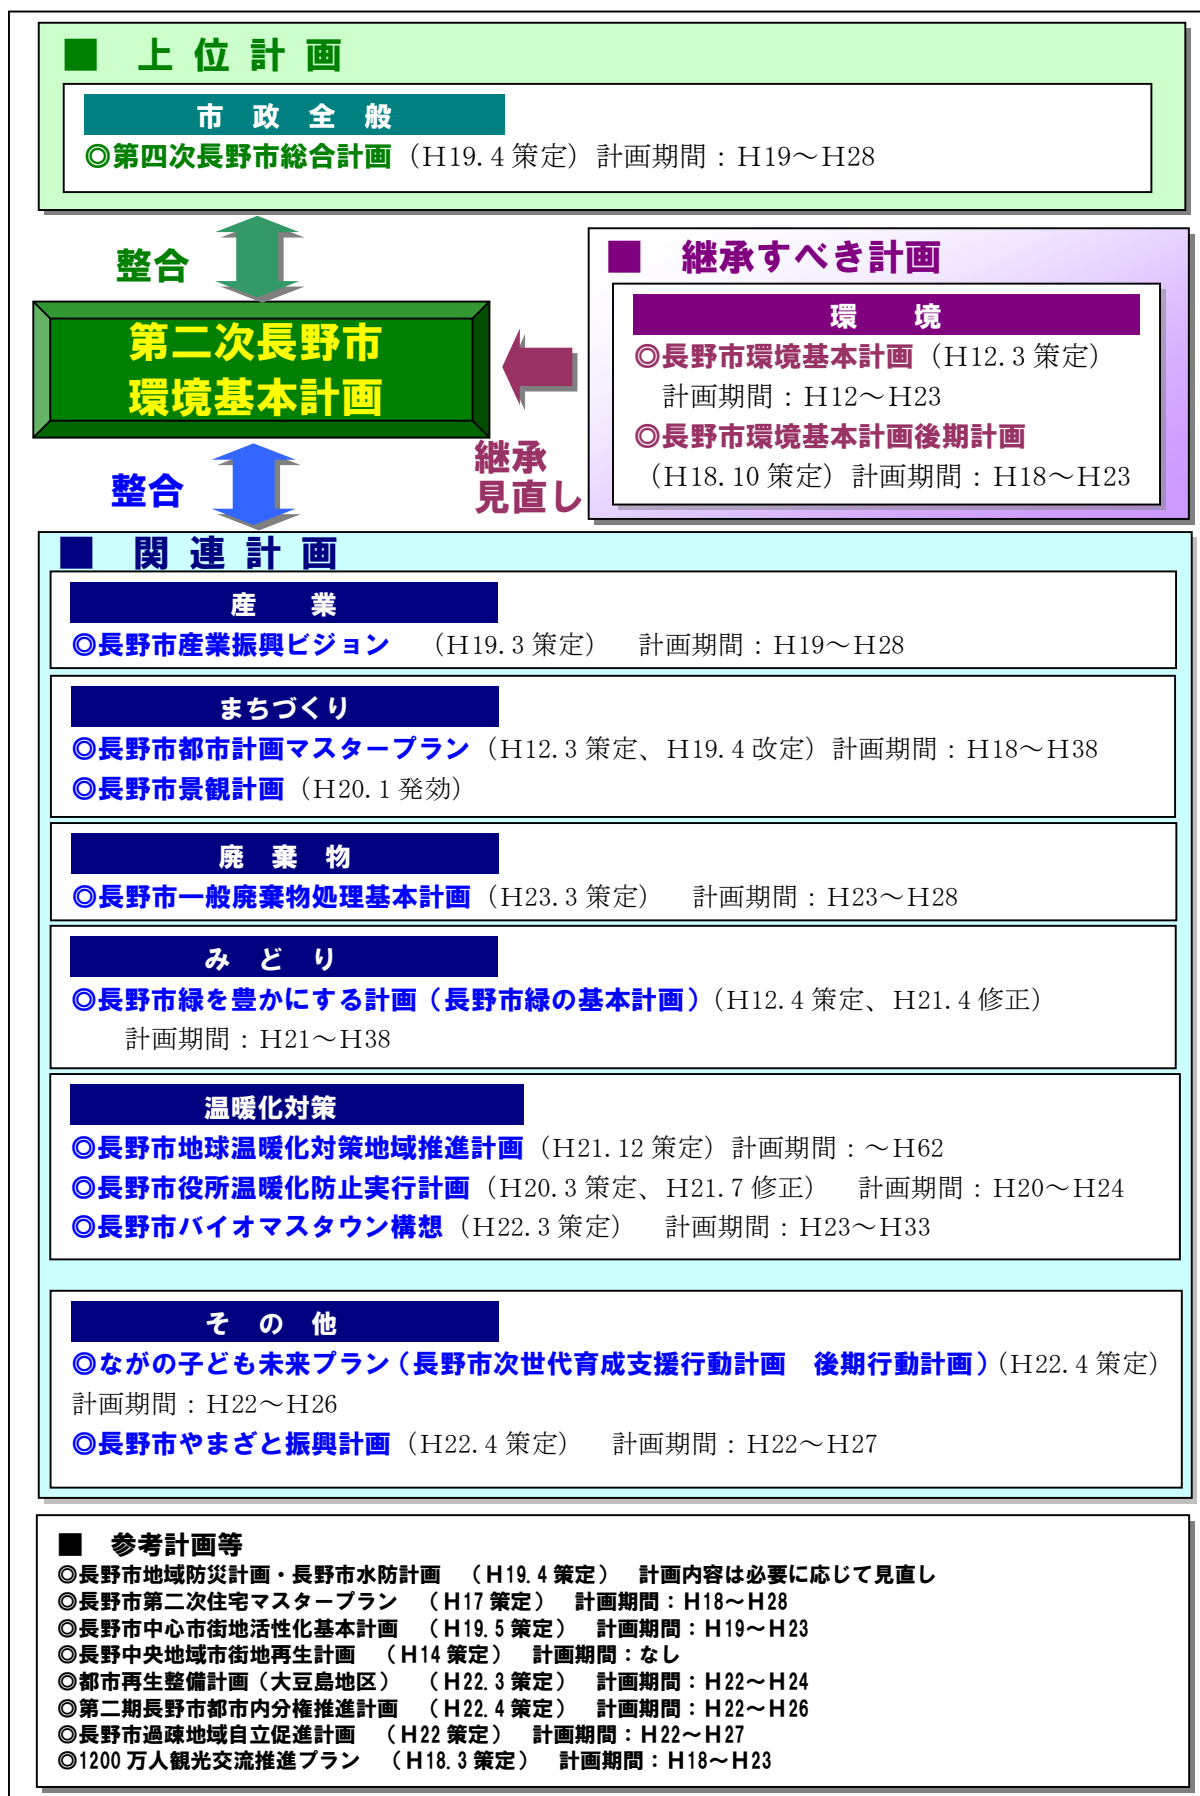 ■ 上位計画
市政全般
◎第四次長野市総合計画（H19.4策定）計画期間：H19～H28
整合
■ 継承すべき計画
環 境
◎長野市環境基本計画（H12.3策定）
計画期間：H12～H23
◎長野市環境基本計画後期計画
（H18.10策定）計画期間：H18～H23
第二次長野市
環境基本計画
継承
見直し
整合
■ 関連計画
産 業
◎長野市産業振興ビジョン （H19.3策定） 計画期間：H19～H28
まちづくり
◎長野市都市計画マスタープラン（H12.3策定、H19.4改定）計画期間：H18～H38
◎長野市景観計画（H20.1発効）
廃棄物
◎長野市一般廃棄物処理基本計画（H23.3策定） 計画期間：H23～H28
みどり
◎長野市緑を豊かにする計画（長野市緑の基本計画）（H12.4策定、H21.4修正）
計画期間：H21～H38
温暖化対策
◎長野市地球温暖化対策地域推進計画（H21.12策定）計画期間：～H62
◎長野市役所温暖化防止実行計画（H20.3策定、H21.7修正） 計画期間：H20～H24
◎長野市バイオマスタウン構想（H22.3策定） 計画期間：H23～H33
その他
◎ながの子ども未来プラン（長野市次世代育成支援行動計画 後期行動計画）（H22.4策定）
計画期間：H22～H26
◎長野市やまざと振興計画（H22.4策定） 計画期間：H22～H27
■ 参考計画等
◎長野市地域防災計画・長野市水防計画 （H19.4策定） 計画内容は必要に応じて見直し
◎長野市第二次住宅マスタープラン （H17策定） 計画期間：H18～H28
◎長野市中心市街地活性化基本計画 （H19.5策定） 計画期間：H19～H23
◎長野中央地域市街地再生計画 （H14策定） 計画期間：なし
◎都市再生整備計画（大豆島地区） （H22.3策定） 計画期間：H22～H24
◎第二期長野市都市内分権推進計画 （H22.4策定） 計画期間：H22～H26
◎長野市過疎地域自立促進計画 （H22策定） 計画期間：H22～H27
◎1200万人観光交流推進プラン （H18.3策定） 計画期間：H18～H23